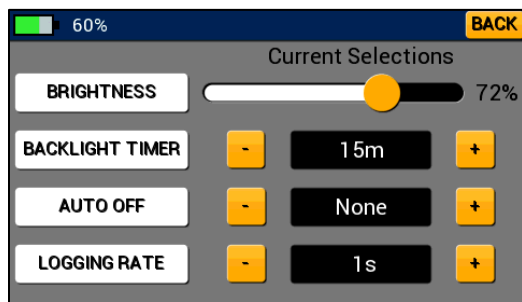 60% BACK
Current Selections
BRIGHTNESS 72%
BACKLIGHT TIMER - 15m +
AUTO OFF - None +
LOGGING RATE - 1s +